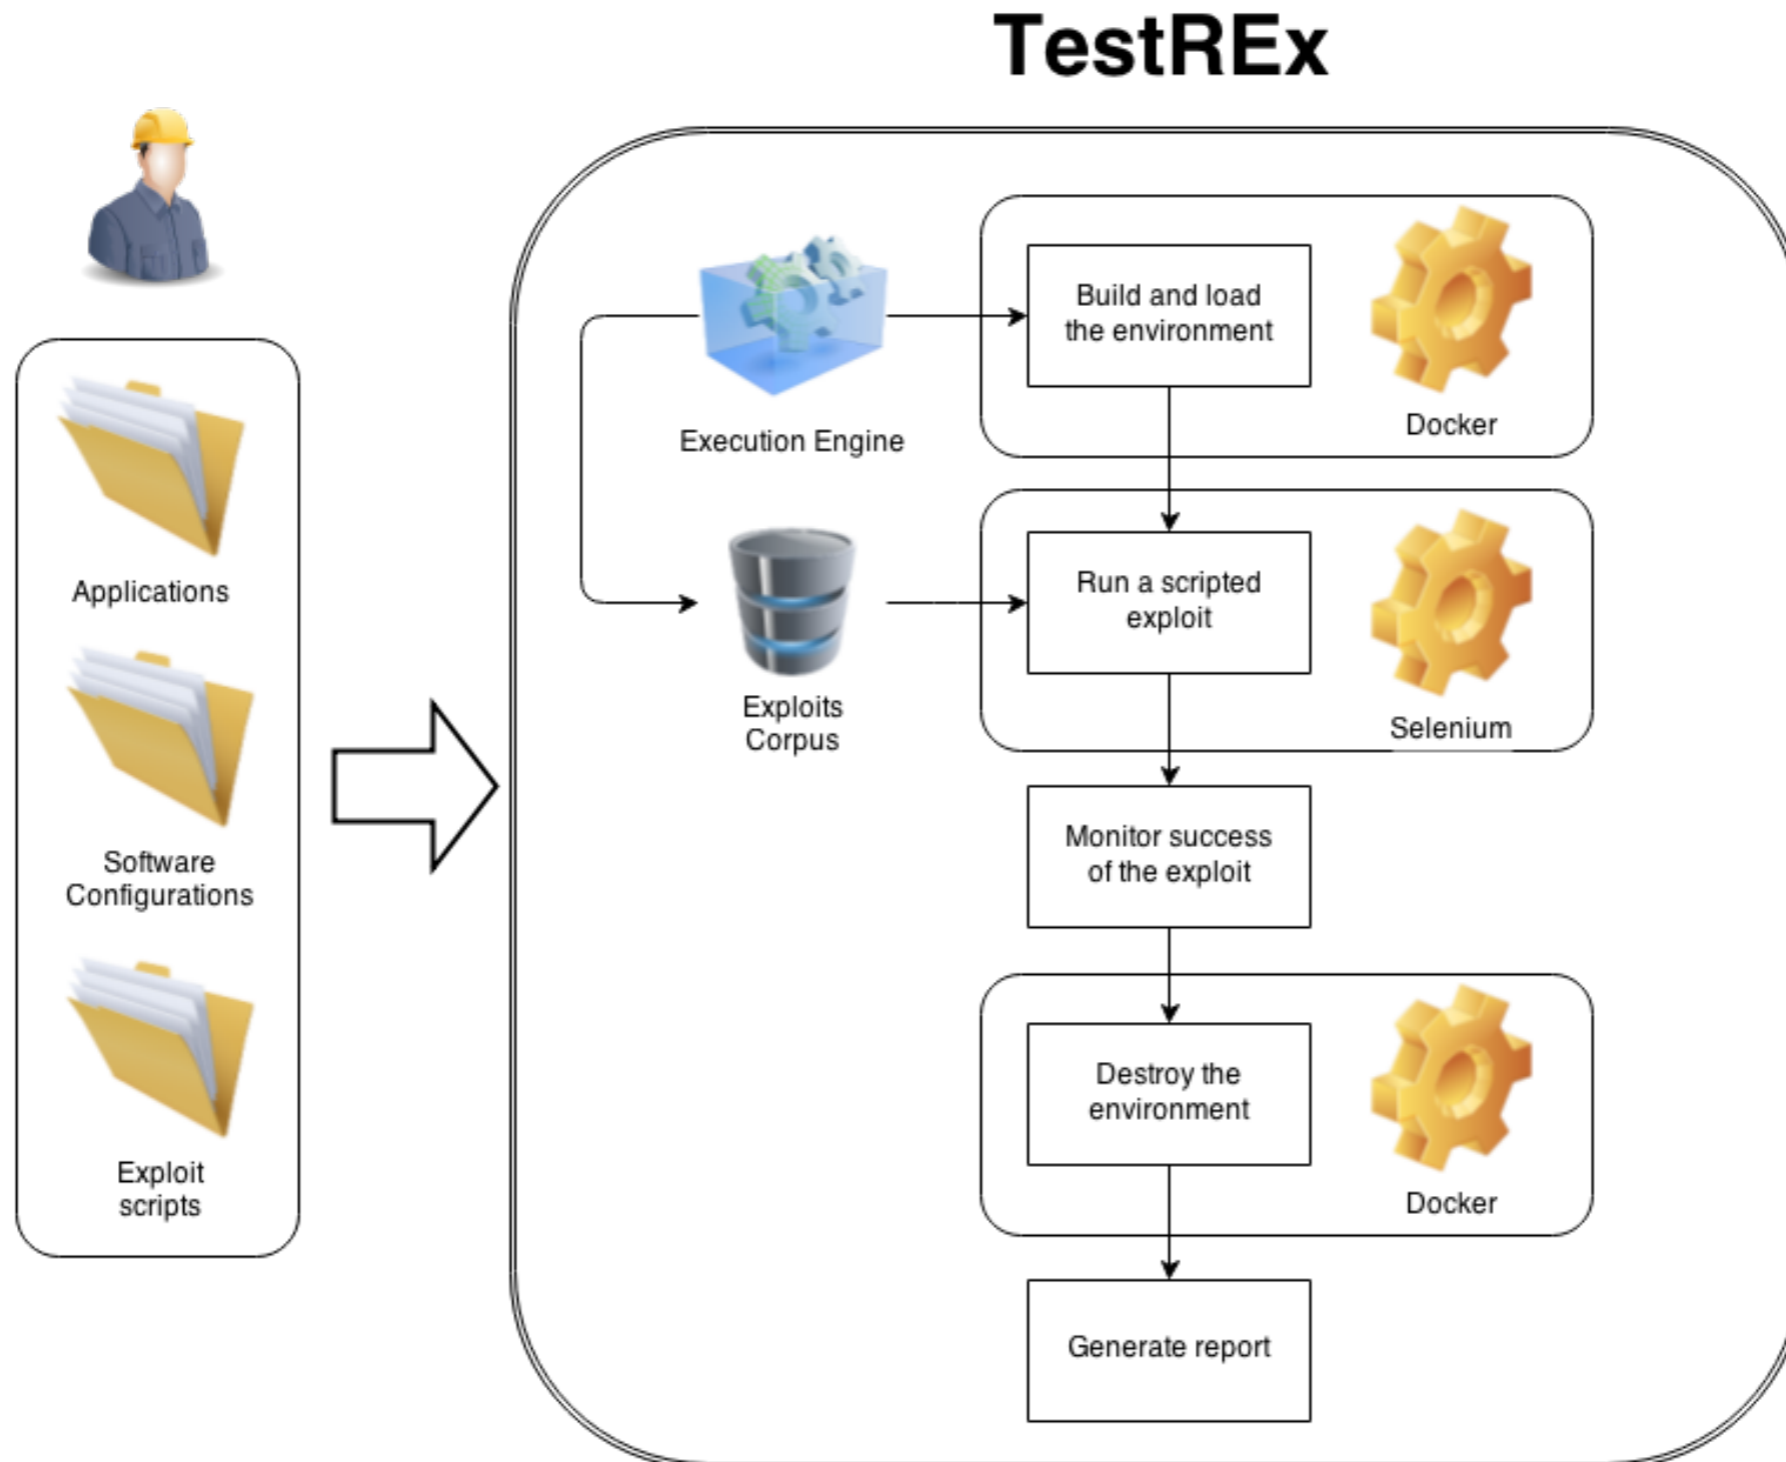 TestREx
Applications
Software
Configurations
Exploit
scripts
Execution Engine
Build and load
the environment
Docker
Exploits
Corpus
Run a scripted
exploit
Selenium
Monitor success
of the exploit
Destroy the
environment
Docker
Generate report